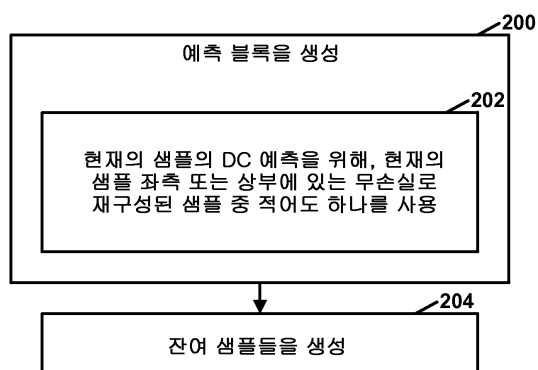 200
예측 블록을 생성
202
현재의 샘플의 DC 예측을 위해, 현재의
샘플 좌측 또는 상부에 있는 무손실로
재구성된 샘플 중 적어도 하나를 사용
204
잔여 샘플들을 생성